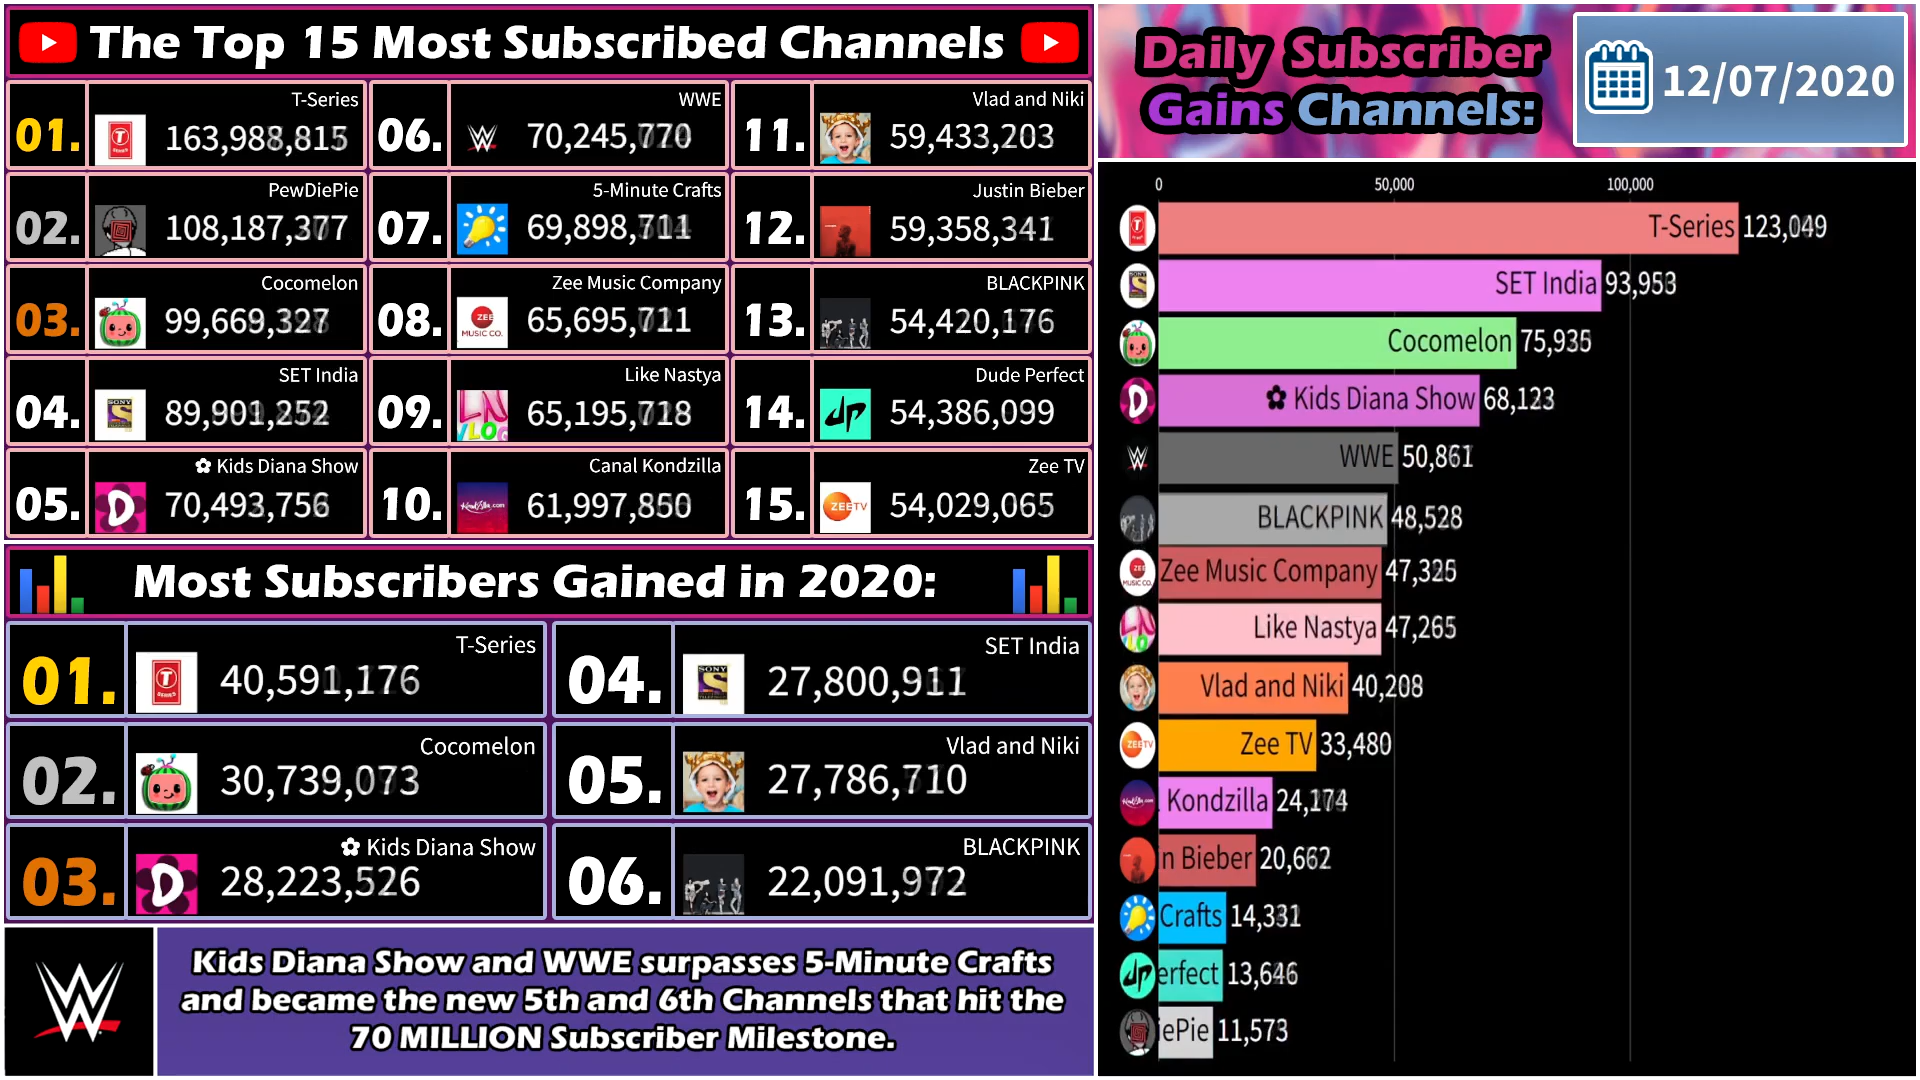 The Top 15 Most Subscribed Channels
01. T-Series 163,988,815
02. PewDiePie 108,187,377
03. Cocomelon 99,669,327
04. SET India 89,901,252
05. ✿ Kids Diana Show 70,493,756
06. WWE 70,245,770
07. 5-Minute Crafts 69,898,711
08. Zee Music Company 65,695,711
09. Like Nastya 65,195,718
10. Canal Kondzilla 61,997,850
11. Vlad and Niki 59,433,203
12. Justin Bieber 59,358,341
13. BLACKPINK 54,420,176
14. Dude Perfect 54,386,099
15. Zee TV 54,029,065
Most Subscribers Gained in 2020:
01. T-Series 40,591,176
02. Cocomelon 30,739,073
03. ✿ Kids Diana Show 28,223,526
04. SET India 27,800,911
05. Vlad and Niki 27,786,710
06. BLACKPINK 22,091,972
Kids Diana Show and WWE surpasses 5-Minute Crafts
and became the new 5th and 6th Channels that hit the
70 MILLION Subscriber Milestone.
Daily Subscriber
Gains Channels:
12/07/2020
0 50,000 100,000
T-Series 123,049
SET India 93,953
Cocomelon 75,935
✿ Kids Diana Show 68,123
WWE 50,861
BLACKPINK 48,528
Zee Music Company 47,325
Like Nastya 47,265
Vlad and Niki 40,208
Zee TV 33,480
Kondzilla 24,174
n Bieber 20,662
Crafts 14,331
erfect 13,646
iePie 11,573